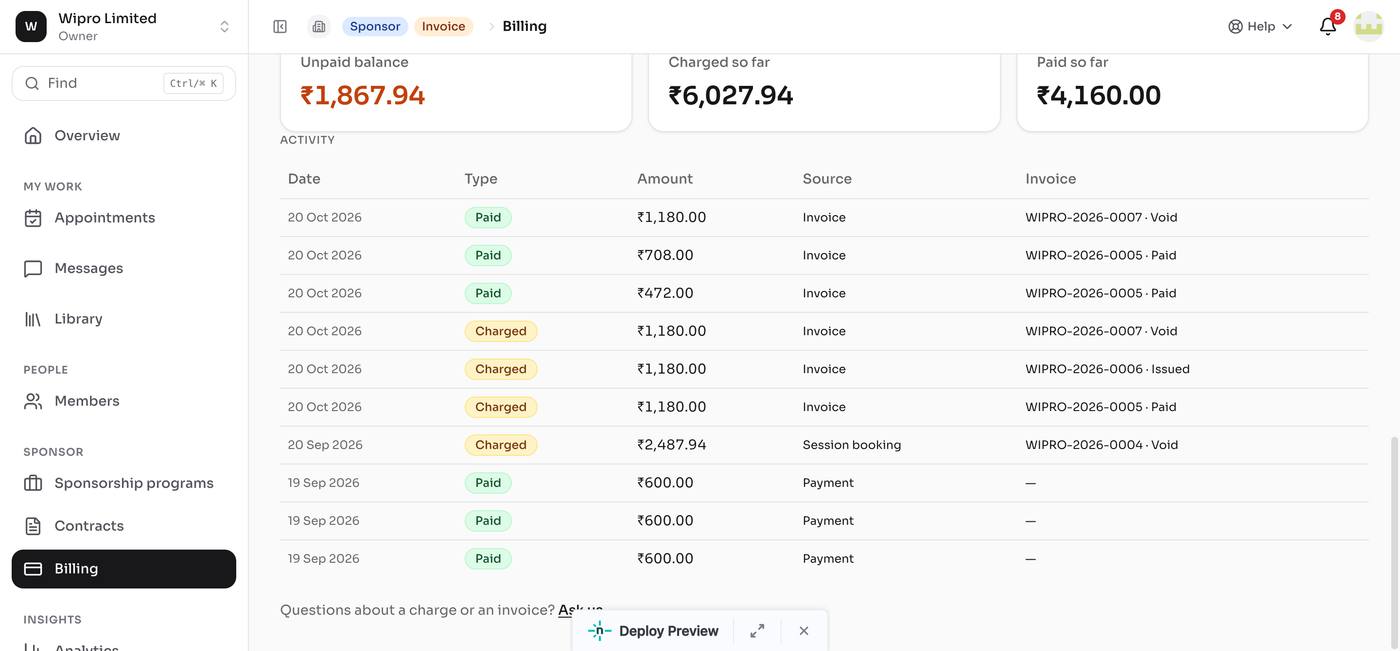 W
Wipro Limited
Owner
Sponsor Invoice Billing
Help
8
Find Ctrl/⌘ K
Overview
MY WORK
Appointments
Messages
Library
PEOPLE
Members
SPONSOR
Sponsorship programs
Contracts
Billing
INSIGHTS
Analytics
Unpaid balance
₹1,867.94
Charged so far
₹6,027.94
Paid so far
₹4,160.00
ACTIVITY
Date Type Amount Source Invoice
20 Oct 2026 Paid ₹1,180.00 Invoice WIPRO-2026-0007 · Void
20 Oct 2026 Paid ₹708.00 Invoice WIPRO-2026-0005 · Paid
20 Oct 2026 Paid ₹472.00 Invoice WIPRO-2026-0005 · Paid
20 Oct 2026 Charged ₹1,180.00 Invoice WIPRO-2026-0007 · Void
20 Oct 2026 Charged ₹1,180.00 Invoice WIPRO-2026-0006 · Issued
20 Oct 2026 Charged ₹1,180.00 Invoice WIPRO-2026-0005 · Paid
20 Sep 2026 Charged ₹2,487.94 Session booking WIPRO-2026-0004 · Void
19 Sep 2026 Paid ₹600.00 Payment —
19 Sep 2026 Paid ₹600.00 Payment —
19 Sep 2026 Paid ₹600.00 Payment —
Questions about a charge or an invoice? Ask us
Deploy Preview